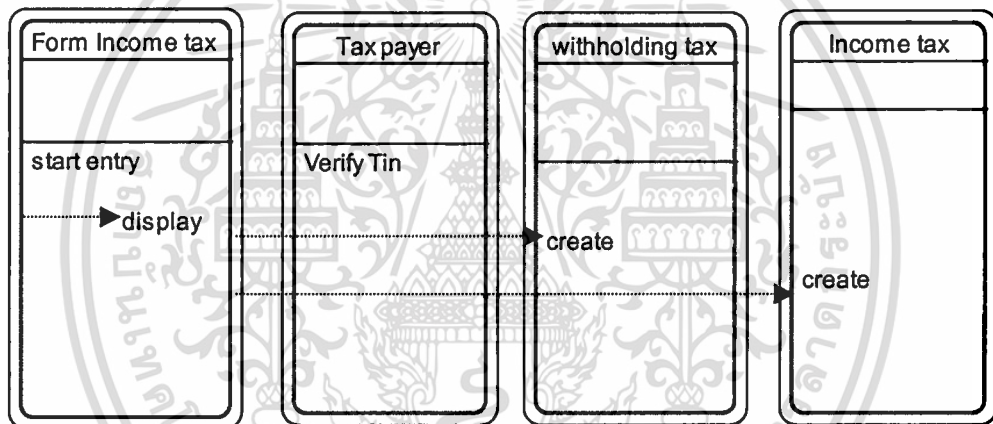 Form Income tax
Tax payer
withholding tax
Income tax
start entry
Verify Tin
display
create
create